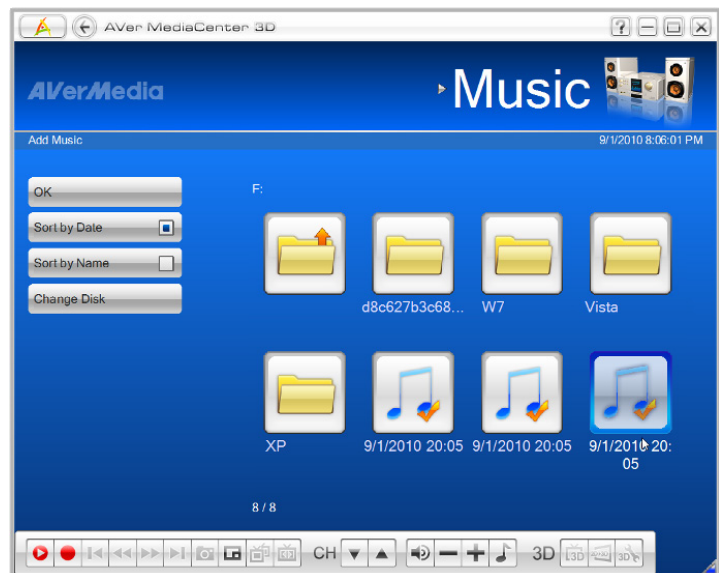 AVer MediaCenter 3D
?
AVerMedia
Music
Add Music
9/1/2010 8:06:01 PM
OK
F:
Sort by Date
Sort by Name
Change Disk
d8c627b3c68...
W7
Vista
XP
9/1/2010 20:05
9/1/2010 20:05
9/1/2010 20:
05
8 / 8
CH
3D
3D
3D